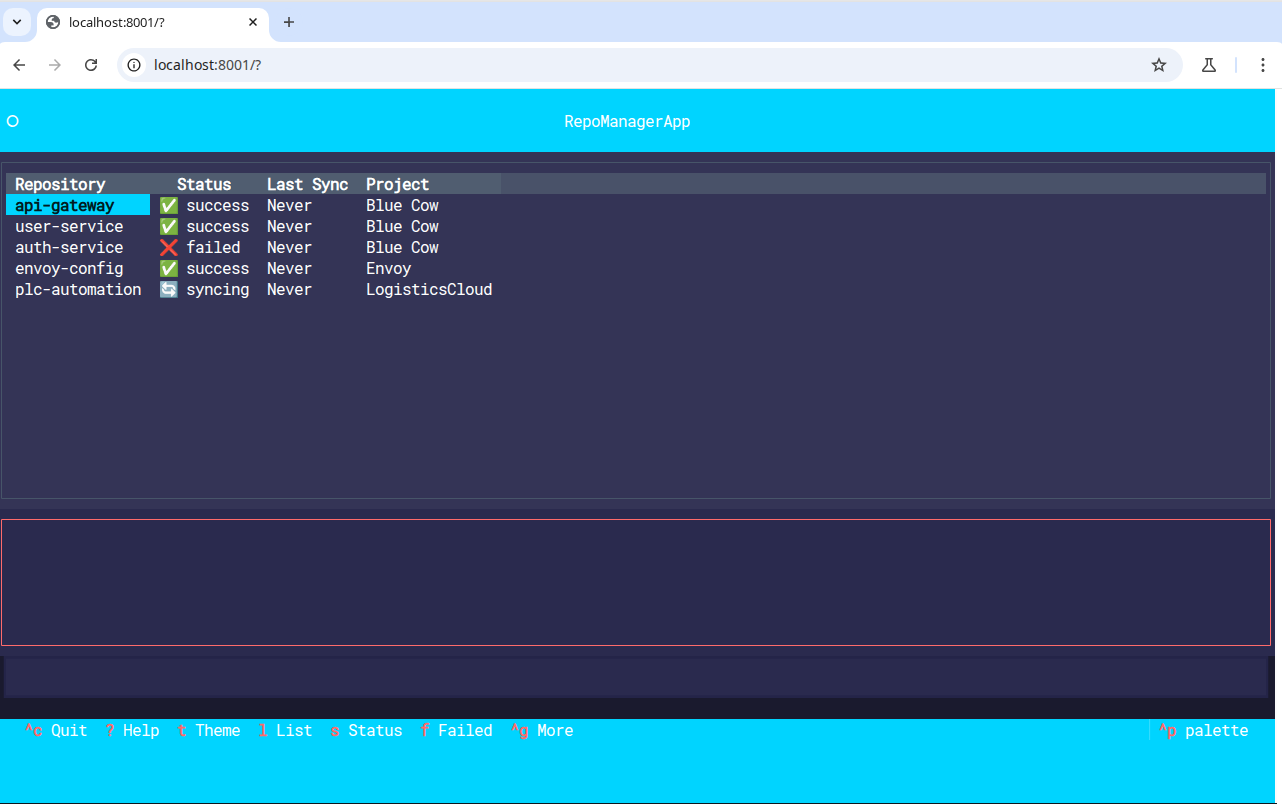 localhost:8001/?
localhost:8001/?
RepoManagerApp
Repository Status Last Sync Project
api-gateway ✅ success Never Blue Cow
user-service ✅ success Never Blue Cow
auth-service ❌ failed Never Blue Cow
envoy-config ✅ success Never Envoy
plc-automation 🔄 syncing Never LogisticsCloud
^c Quit ? Help t Theme l List s Status f Failed ^g More ^p palette